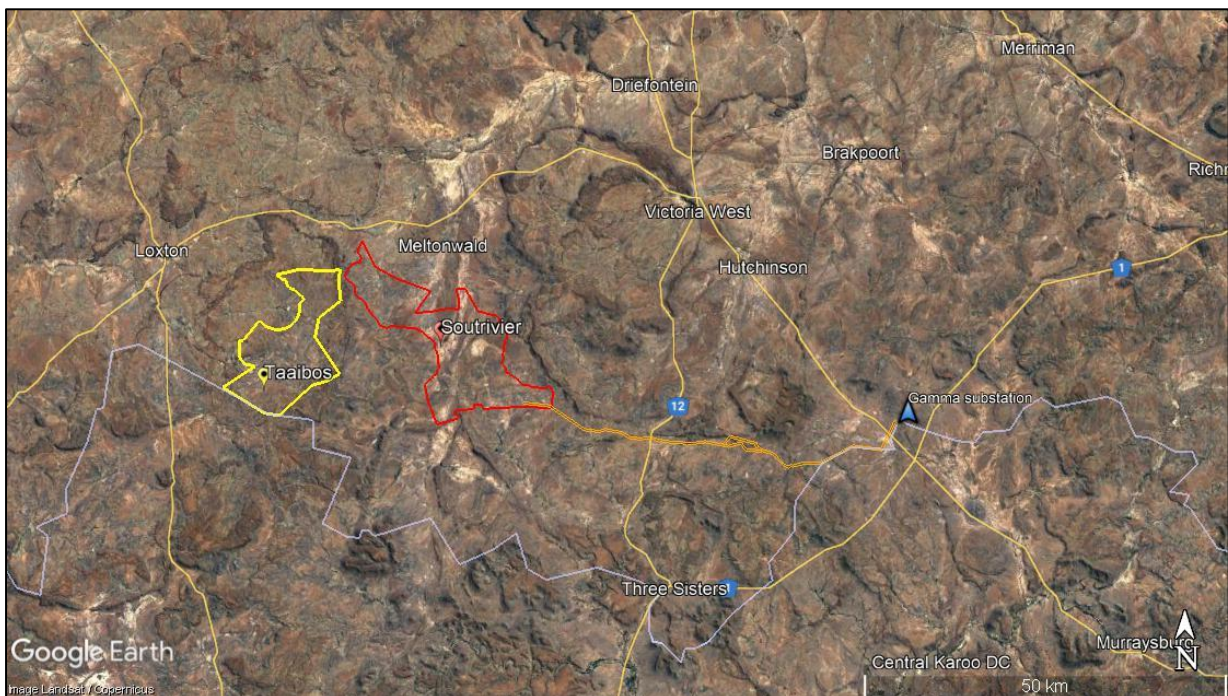 Merriman
Driefontein
Brakpoort
Richm
Victoria West
Loxton
Meltonwald
Hutchinson
1
Soutrivier
Taaibos
Gamma substation
12
Three Sisters
1
Google Earth
Murraysburg
N
Central Karoo DC
50 km
Image Landsat / Copernicus